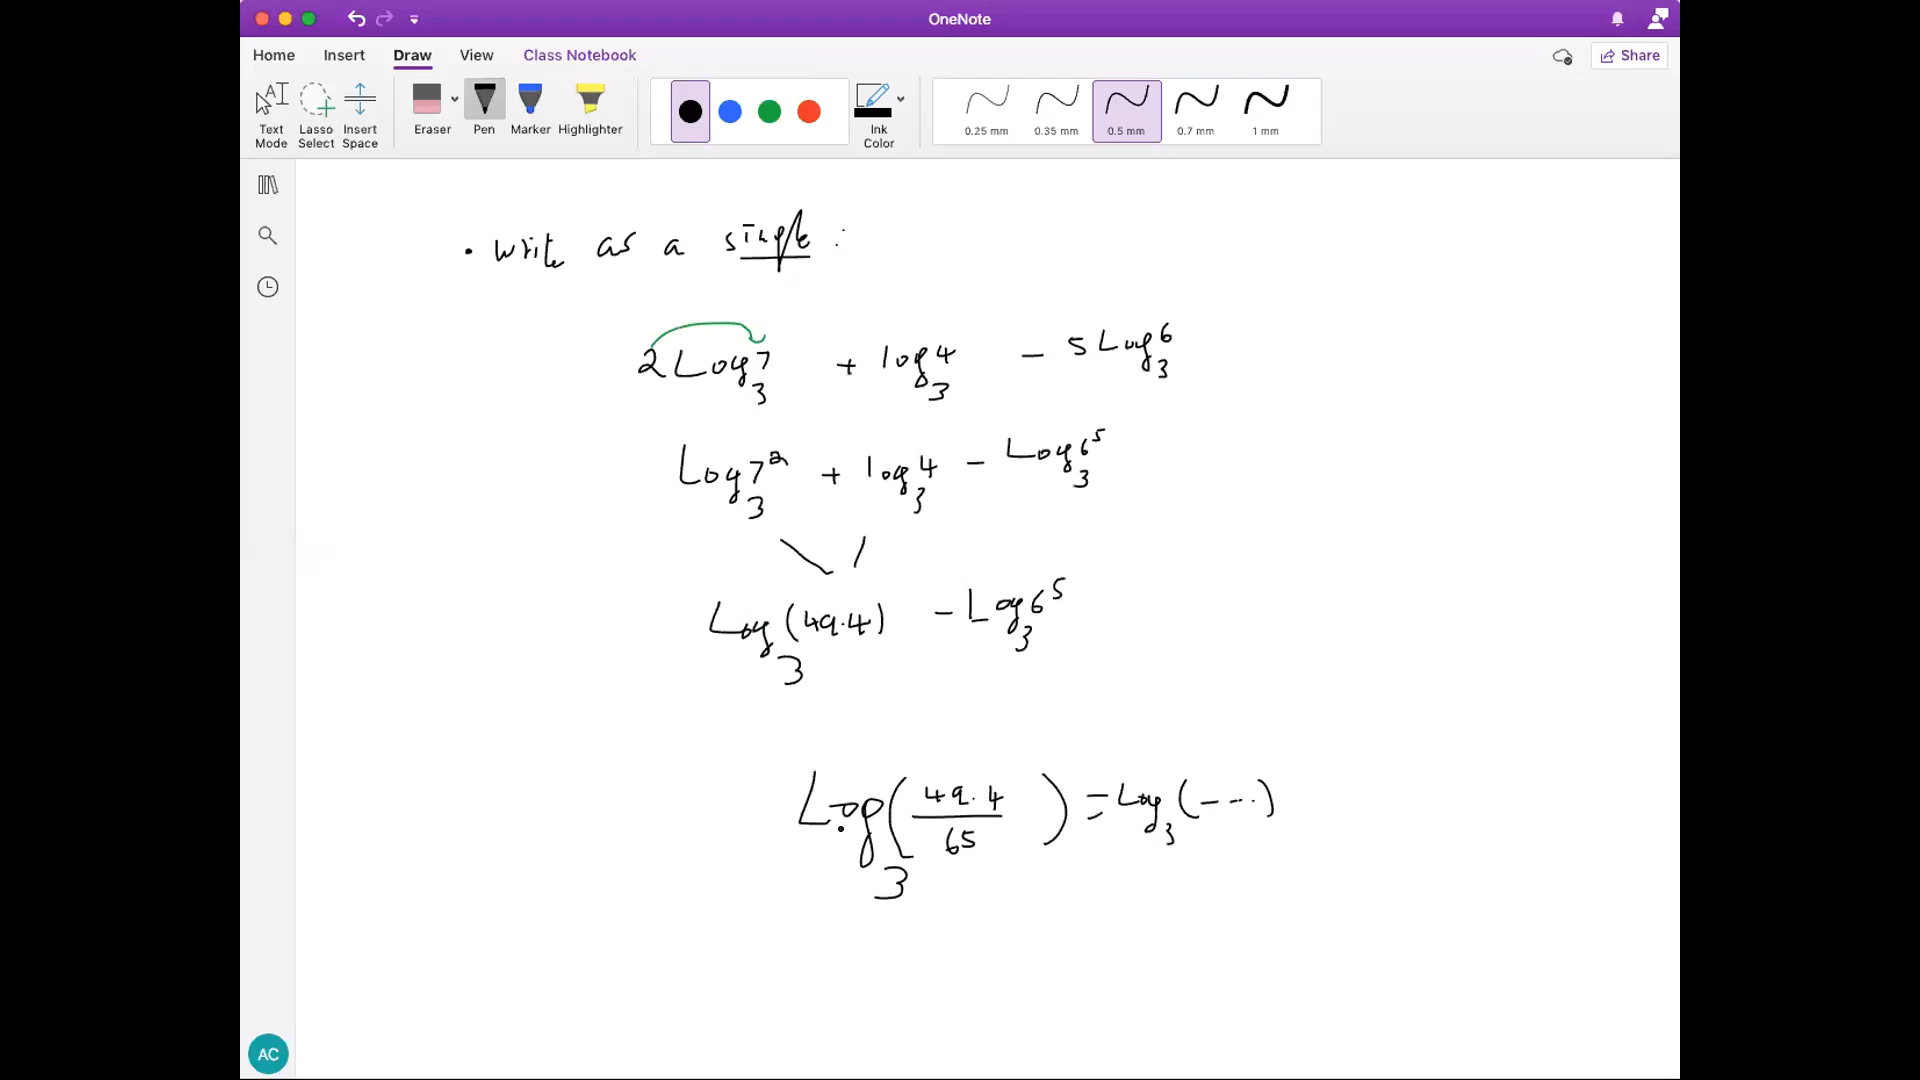 OneNote
Home Insert Draw View Class Notebook Share
Text Mode Lasso Select Insert Space Eraser Pen Marker Highlighter Ink Color 0.25 mm 0.35 mm 0.5 mm 0.7 mm 1 mm
• Write as a single :
2 Log₃ 7 + log₃ 4 − 5 Log₃ 6
Log₃ 7² + log₃ 4 − Log₃ 6⁵
Log₃ (49·4) − Log₃ 6⁵
Log₃ (49·4 / 65) = Log₃ (- - · ·)
AC